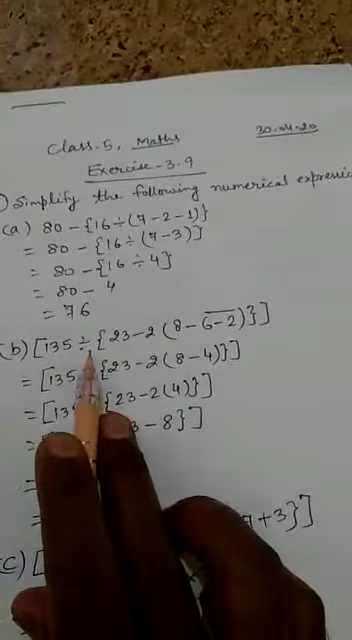 Class-5, Maths
30.04.20
Exercise-3.9
Simplify the following numerical expressio
(a) 80 - {16÷(7-2-1)}
= 80 - {16÷(7-3)}
= 80 - {16÷4}
= 80 - 4
= 76
(b) [135 ÷ {23-2(8-6-2)}]
= [135 {23-2(8-4)}]
= [13 {23-2(4)}]
= 3-8}]
=
=
+3}]
(C) [